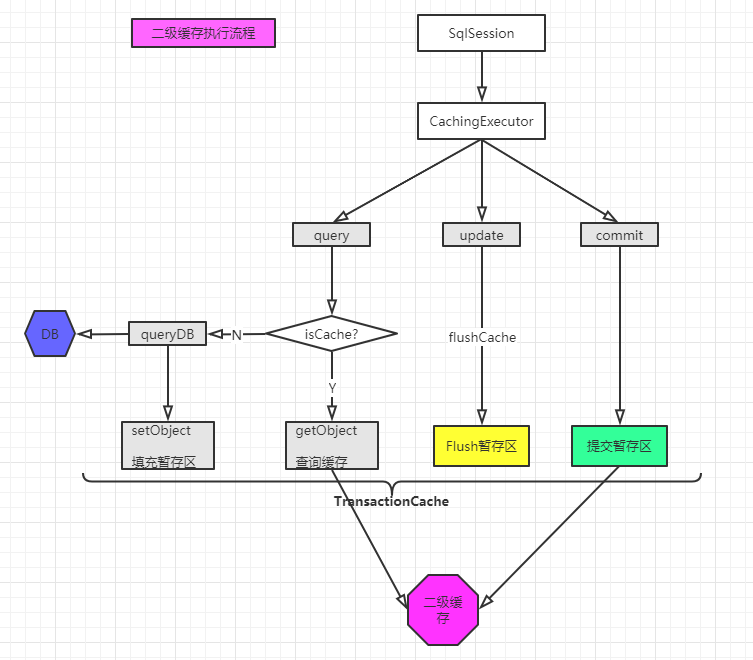 二级缓存执行流程
SqlSession
CachingExecutor
query
update
commit
DB
queryDB
N
isCache?
flushCache
Y
setObject
填充暂存区
getObject
查询缓存
Flush暂存区
提交暂存区
TransactionCache
二级缓
存